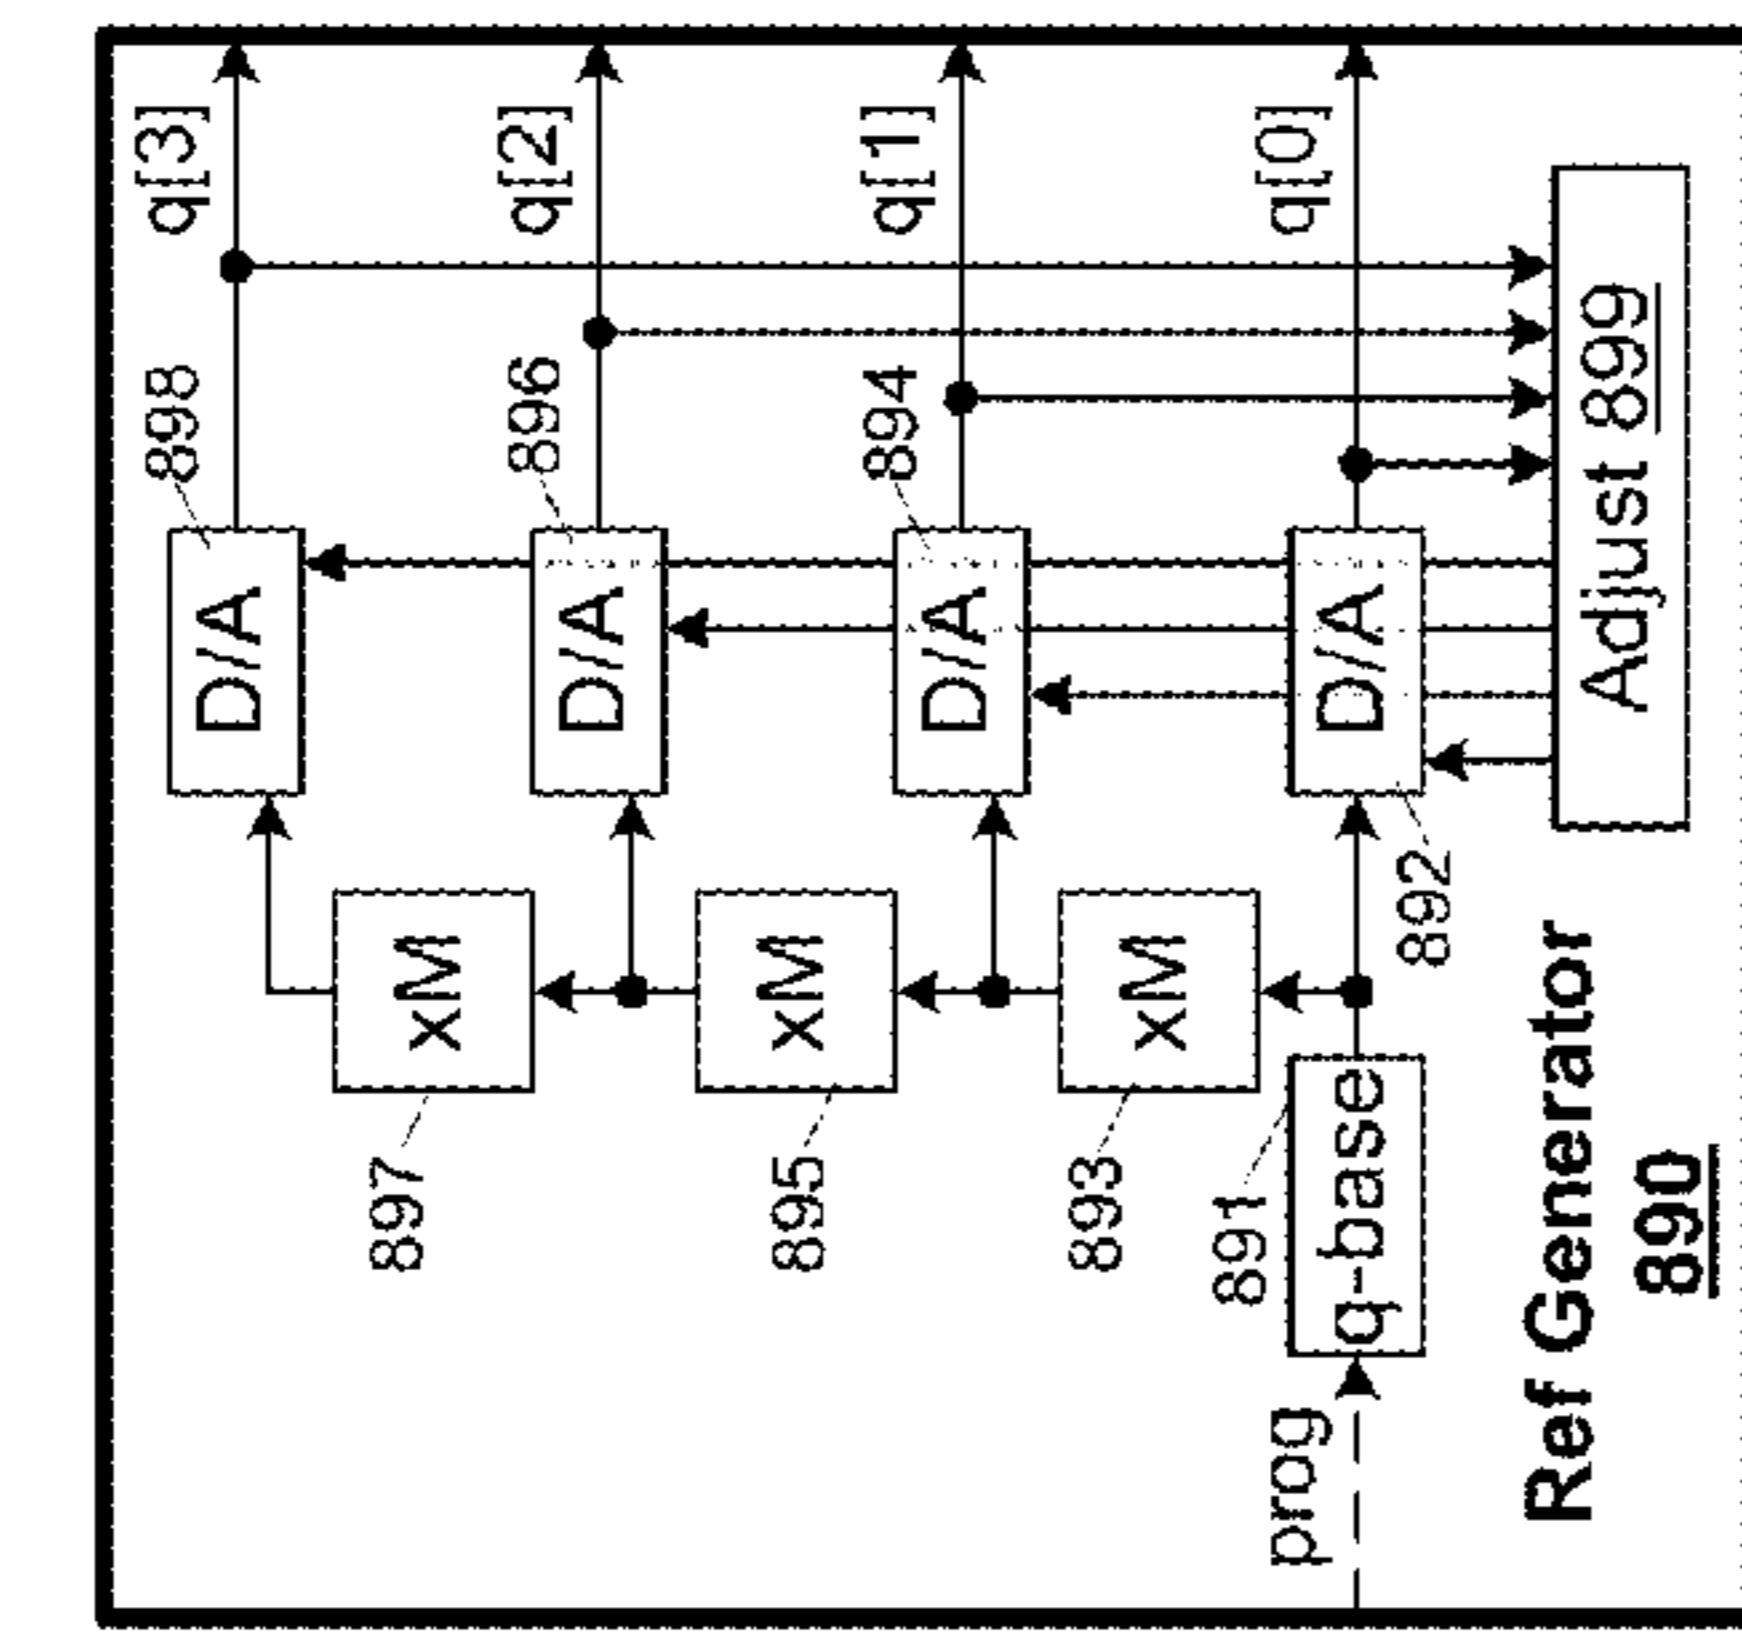 q[3]
898
D/A
xM
897
q[2]
896
D/A
xM
895
q[1]
894
D/A
xM
893
q[0]
D/A
892
891
q-base
prog
Adjust 899
Ref Generator
890